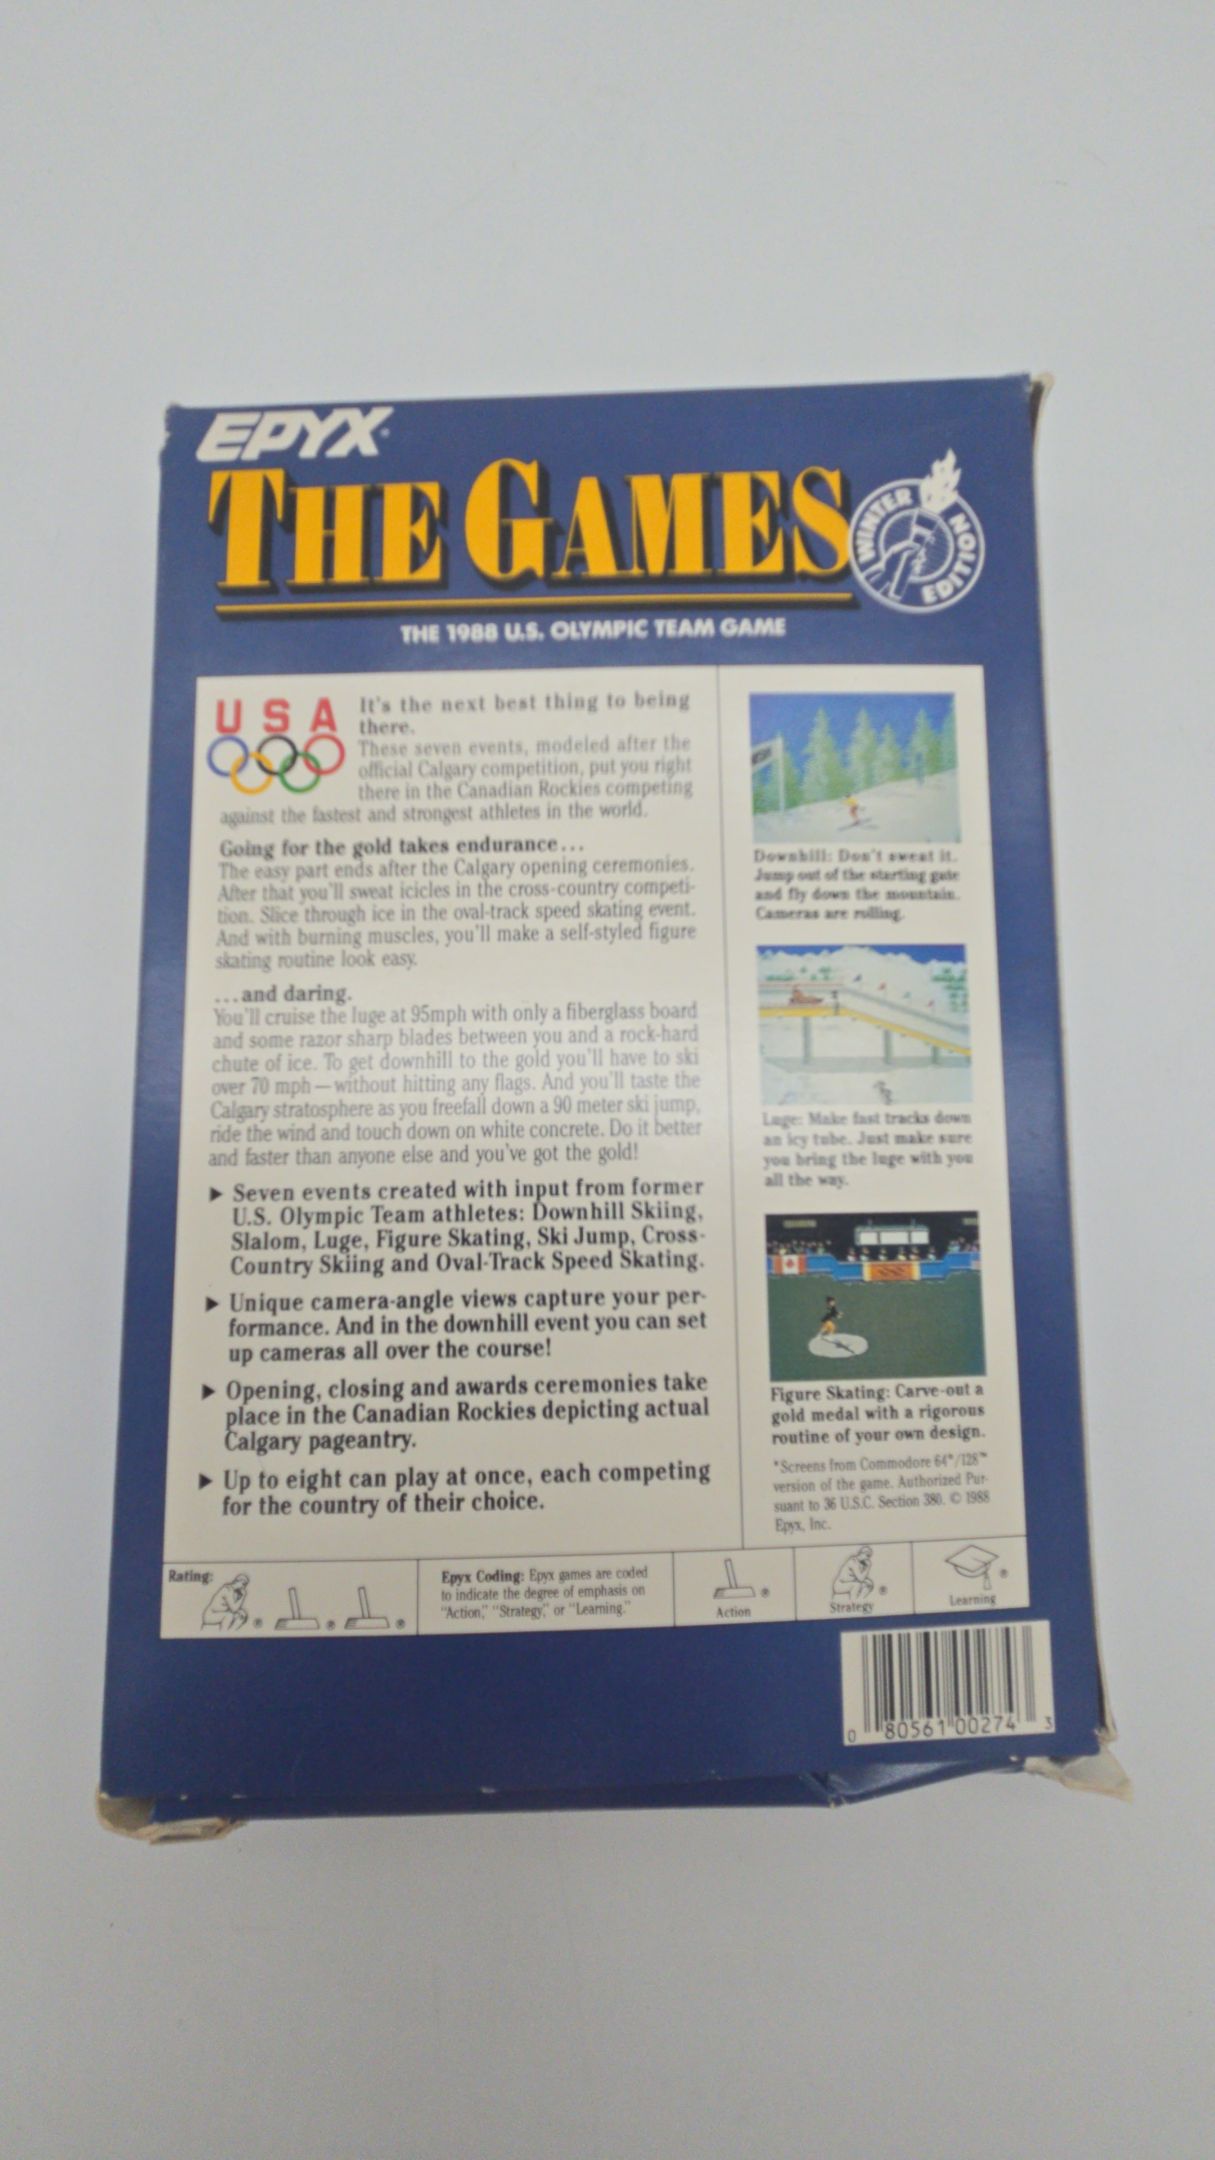 EPYX®
THE GAMES
WINTER EDITION
THE 1988 U.S. OLYMPIC TEAM GAME
USA
It's the next best thing to being
there.
These seven events, modeled after the
official Calgary competition, put you right
there in the Canadian Rockies competing
against the fastest and strongest athletes in the world.
Going for the gold takes endurance...
The easy part ends after the Calgary opening ceremonies.
After that you'll sweat icicles in the cross-country competi-
tion. Slice through ice in the oval-track speed skating event.
And with burning muscles, you'll make a self-styled figure
skating routine look easy.
...and daring.
You'll cruise the luge at 95mph with only a fiberglass board
and some razor sharp blades between you and a rock-hard
chute of ice. To get downhill to the gold you'll have to ski
over 70 mph — without hitting any flags. And you'll taste the
Calgary stratosphere as you freefall down a 90 meter ski jump,
ride the wind and touch down on white concrete. Do it better
and faster than anyone else and you've got the gold!
▶ Seven events created with input from former
U.S. Olympic Team athletes: Downhill Skiing,
Slalom, Luge, Figure Skating, Ski Jump, Cross-
Country Skiing and Oval-Track Speed Skating.
▶ Unique camera-angle views capture your per-
formance. And in the downhill event you can set
up cameras all over the course!
▶ Opening, closing and awards ceremonies take
place in the Canadian Rockies depicting actual
Calgary pageantry.
▶ Up to eight can play at once, each competing
for the country of their choice.
Downhill: Don't sweat it.
Jump out of the starting gate
and fly down the mountain.
Cameras are rolling.
Luge: Make fast tracks down
an icy tube. Just make sure
you bring the luge with you
all the way.
Figure Skating: Carve-out a
gold medal with a rigorous
routine of your own design.
*Screens from Commodore 64®/128™
version of the game. Authorized Pur-
suant to 36 U.S.C. Section 380. © 1988
Epyx, Inc.
Rating:
® ® ®
Epyx Coding: Epyx games are coded
to indicate the degree of emphasis on
"Action," "Strategy," or "Learning."
®
Action
®
Strategy
®
Learning
0 80561 00274 3